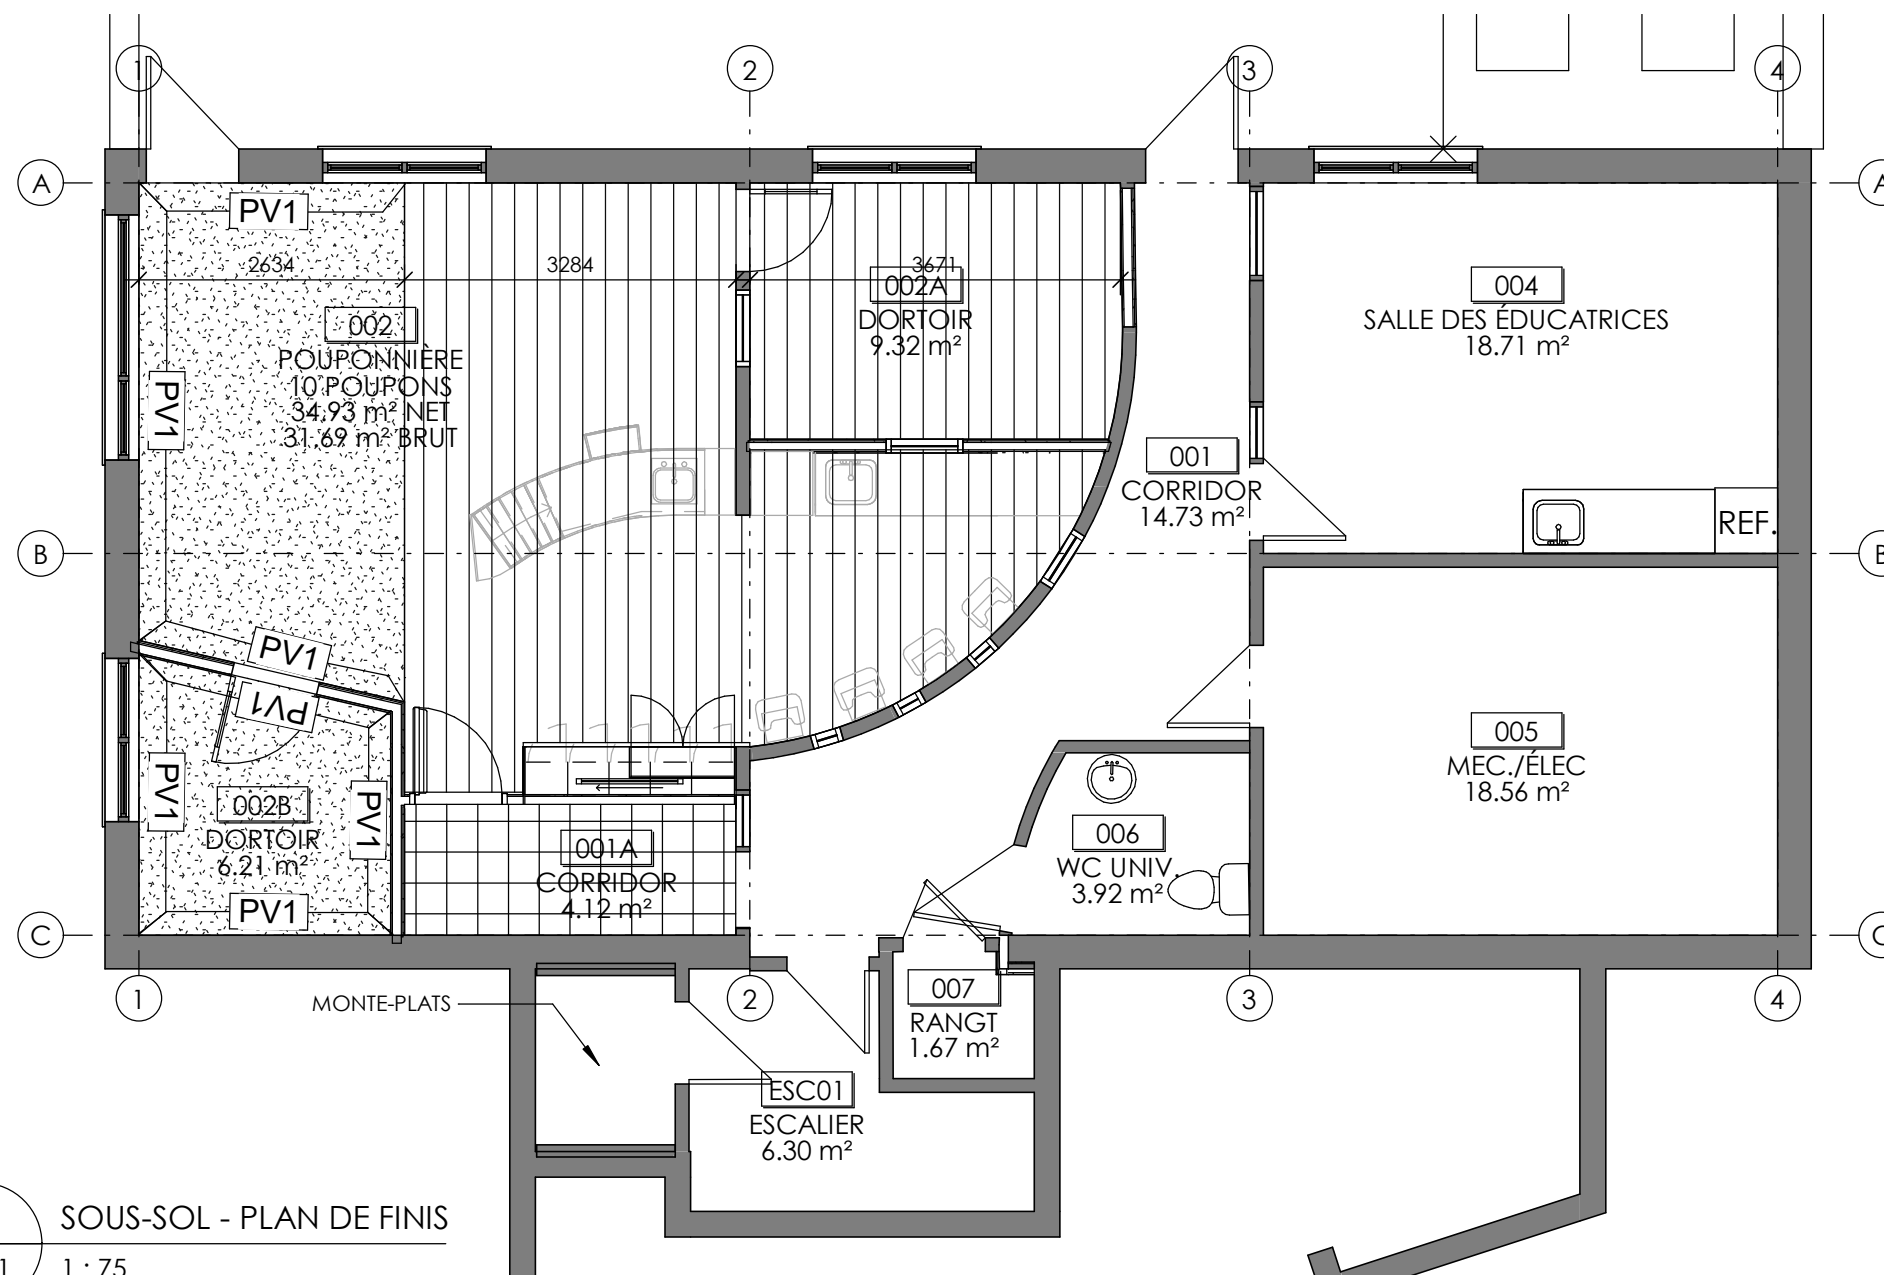 1
2
3
4
A
A
PV1
2634
3284
3671
002
POUPONNIÈRE
10 POUPONS
34.93 m² NET
31.69 m² BRUT
002A
DORTOIR
9.32 m²
004
SALLE DES ÉDUCATRICES
18.71 m²
PV1
001
CORRIDOR
14.73 m²
REF.
B
B
PV1
PV1
PV1
002B
DORTOIR
6.21 m²
PV1
PV1
001A
CORRIDOR
4.12 m²
006
WC UNIV.
3.92 m²
005
MEC./ÉLEC
18.56 m²
C
C
1
2
3
4
MONTE-PLATS
007
RANGT
1.67 m²
ESC01
ESCALIER
6.30 m²
SOUS-SOL - PLAN DE FINIS
1
1 : 75